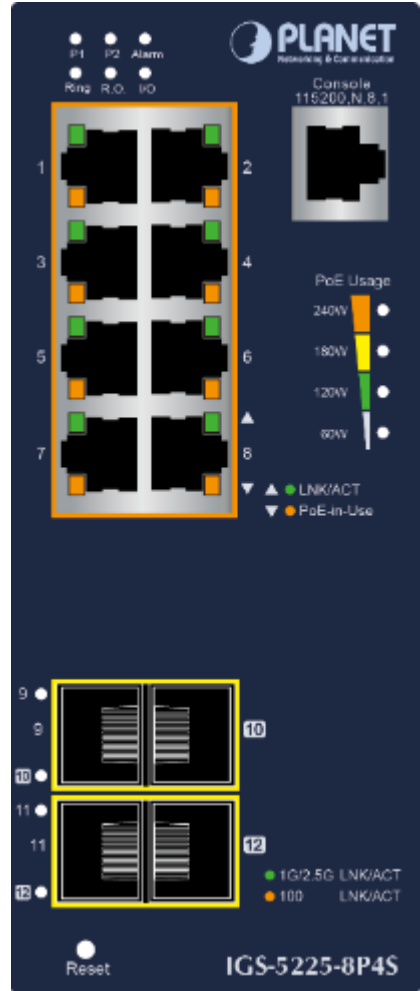 PLANET
Networking & Communication
P1 P2 Alarm
Ring R.O. I/O
Console
115200,N,8,1
1 2
3 4
5 6
7 8
PoE Usage
240W
180W
120W
60W
▲ LNK/ACT
▼ PoE-in-Use
9
9 10
10
11
11 12
12
1G/2.5G LNK/ACT
100 LNK/ACT
Reset
IGS-5225-8P4S